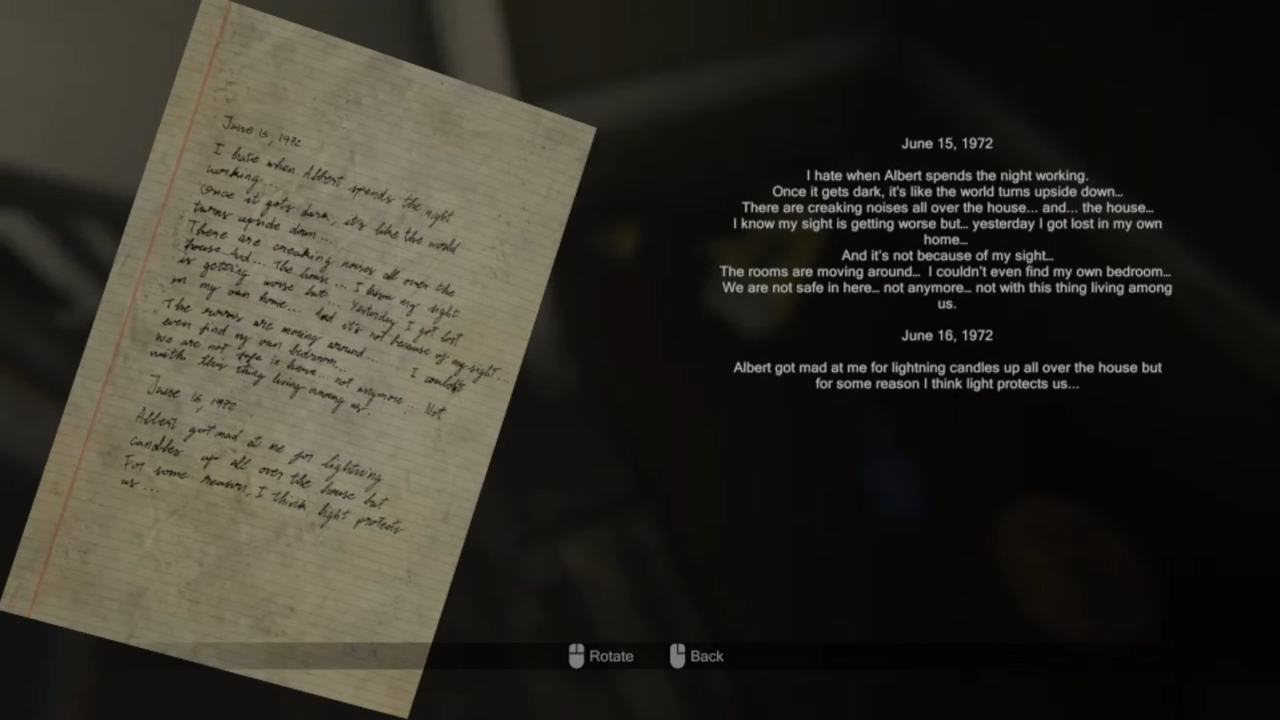 June 15, 1972
I hate when Albert spends the night
working...
Once it gets dark, it's like the world
turns upside down...
There are creaking noises all over the
house... And... The house... I know my sight
is getting worse but... Yesterday I got lost
in my own home... And it's not because of my sight...
The rooms are moving around... I couldn't
even find my own bedroom...
We are not safe in here... not anymore... Not
with this thing living among us.
June 16, 1972
Albert got mad at me for lightning
candles up all over the house but
For some reason, I think light protects
us ...
June 15, 1972
I hate when Albert spends the night working.
Once it gets dark, it's like the world turns upside down...
There are creaking noises all over the house... and... the house...
I know my sight is getting worse but... yesterday I got lost in my own
home...
And it's not because of my sight...
The rooms are moving around... I couldn't even find my own bedroom...
We are not safe in here... not anymore... not with this thing living among
us.
June 16, 1972
Albert got mad at me for lightning candles up all over the house but
for some reason I think light protects us...
Rotate
Back